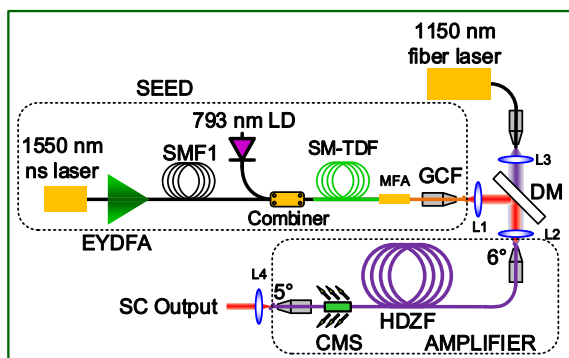 1150 nm
fiber laser
SEED
793 nm LD
1550 nm
ns laser
SMF1
SM-TDF
MFA
GCF
L3
DM
Combiner
L1
L2
EYDFA
6°
L4
5°
SC Output
HDZF
CMS
AMPLIFIER